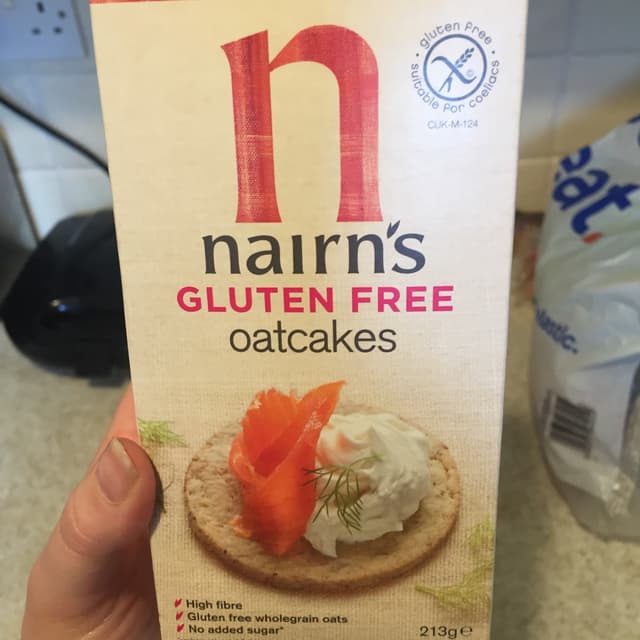 gluten free
suitable for coeliacs
CUK-M-124
n
nairn's
GLUTEN FREE
oatcakes
High fibre
Gluten free wholegrain oats
No added sugar*
213g e
eat.